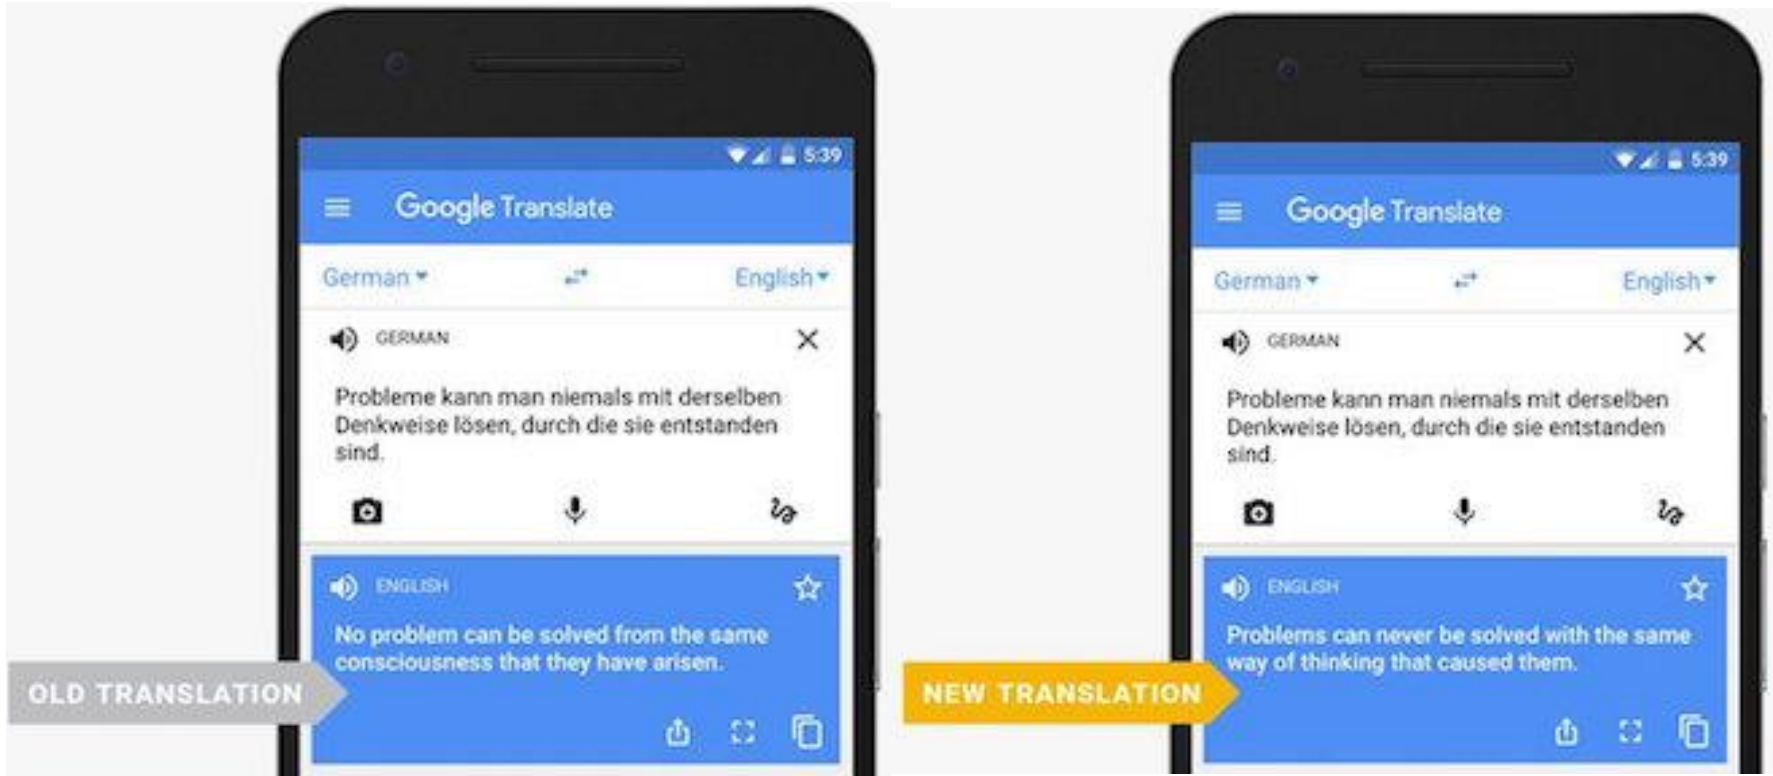 5:39
Google Translate
German
English
GERMAN
Probleme kann man niemals mit derselben
Denkweise lösen, durch die sie entstanden
sind.
ENGLISH
No problem can be solved from the same
consciousness that they have arisen.
OLD TRANSLATION
5:39
Google Translate
German
English
GERMAN
Probleme kann man niemals mit derselben
Denkweise lösen, durch die sie entstanden
sind.
ENGLISH
Problems can never be solved with the same
way of thinking that caused them.
NEW TRANSLATION